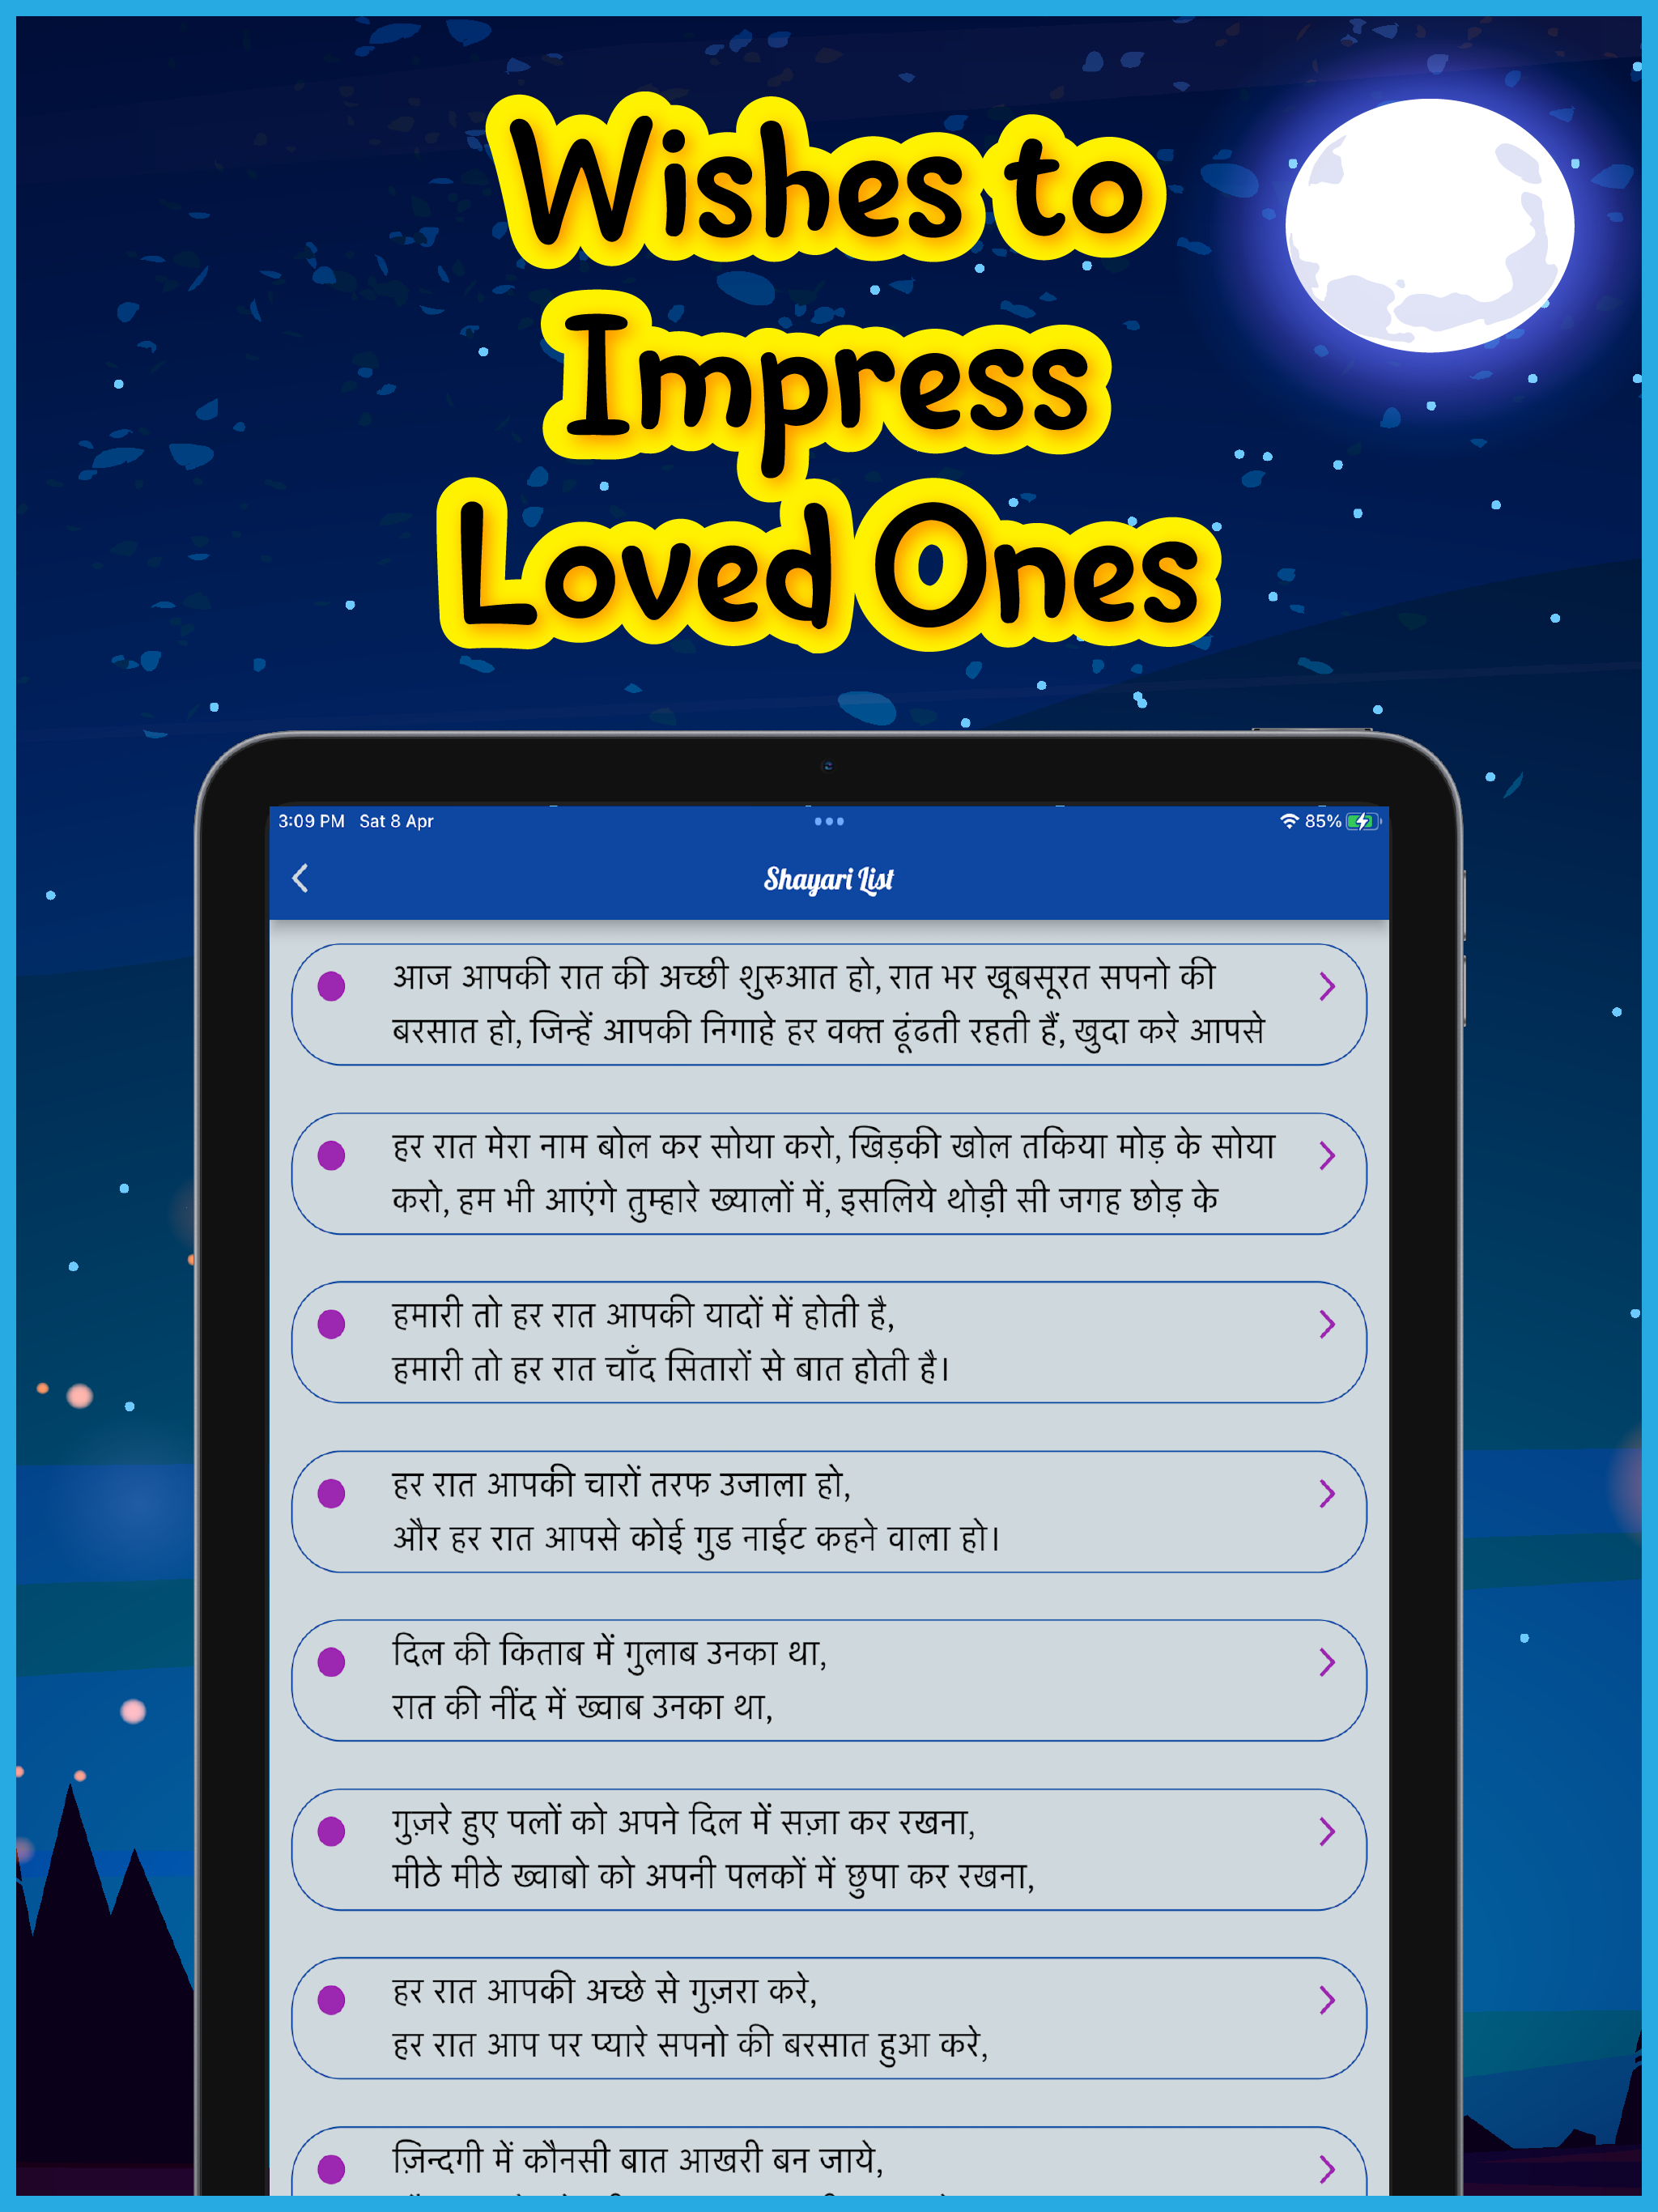 Wishes to
Impress
Loved Ones
3:09 PM Sat 8 Apr
85%
Shayari List
आज आपकी रात की अच्छी शुरुआत हो, रात भर खूबसूरत सपनो की
बरसात हो, जिन्हें आपकी निगाहे हर वक्त ढूंढती रहती हैं, खुदा करे आपसे
हर रात मेरा नाम बोल कर सोया करो, खिड़की खोल तकिया मोड़ के सोया
करो, हम भी आएंगे तुम्हारे ख्यालों में, इसलिये थोड़ी सी जगह छोड़ के
हमारी तो हर रात आपकी यादों में होती है,
हमारी तो हर रात चाँद सितारों से बात होती है।
हर रात आपकी चारों तरफ उजाला हो,
और हर रात आपसे कोई गुड नाईट कहने वाला हो।
दिल की किताब में गुलाब उनका था,
रात की नींद में ख्वाब उनका था,
गुज़रे हुए पलों को अपने दिल में सज़ा कर रखना,
मीठे मीठे ख्वाबो को अपनी पलकों में छुपा कर रखना,
हर रात आपकी अच्छे से गुज़रा करे,
हर रात आप पर प्यारे सपनो की बरसात हुआ करे,
ज़िन्दगी में कौनसी बात आखरी बन जाये,